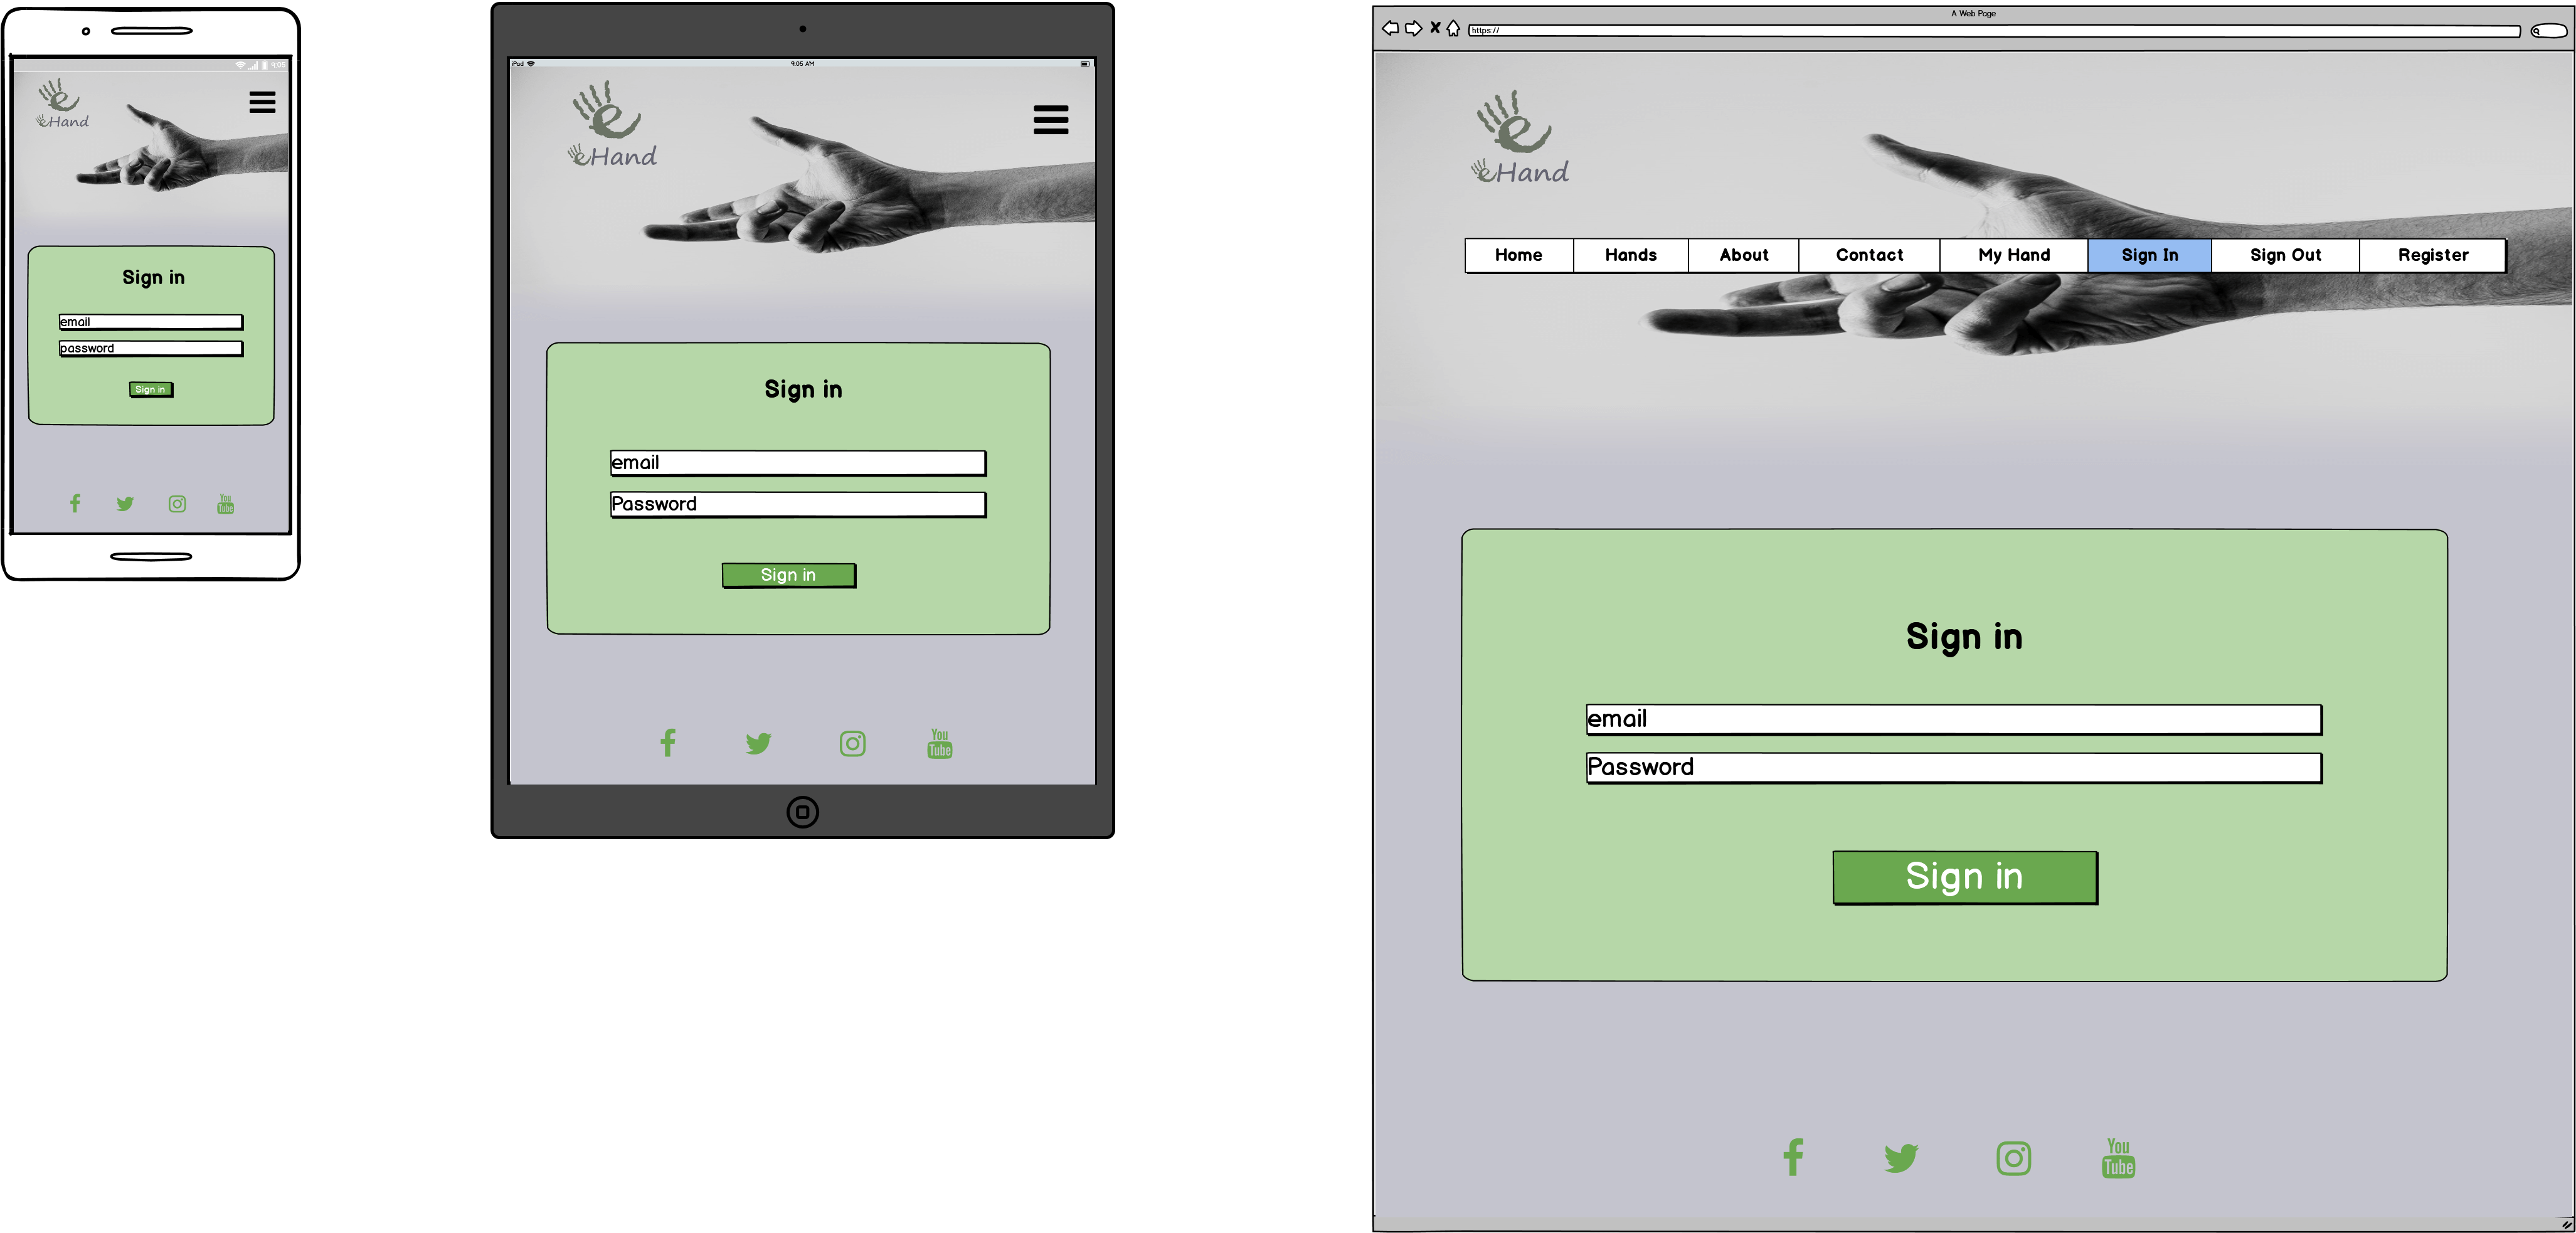 9:05
eHand
Sign in
email
password
Sign in
You
Tube
iPad
9:05 AM
eHand
Sign in
email
Password
Sign in
You
Tube
A Web Page
https://
eHand
Home Hands About Contact My Hand Sign In Sign Out Register
Sign in
email
Password
Sign in
You
Tube